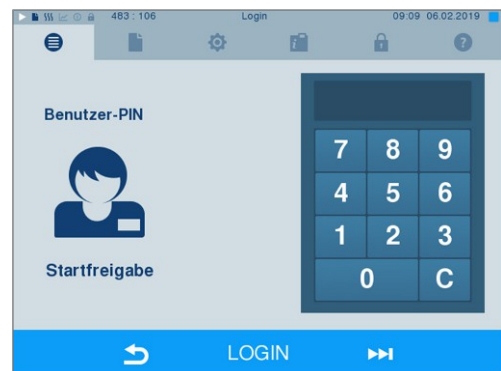 483 : 106 Login 09:09 06.02.2019
Benutzer-PIN
Startfreigabe
7 8 9
4 5 6
1 2 3
0 C
LOGIN